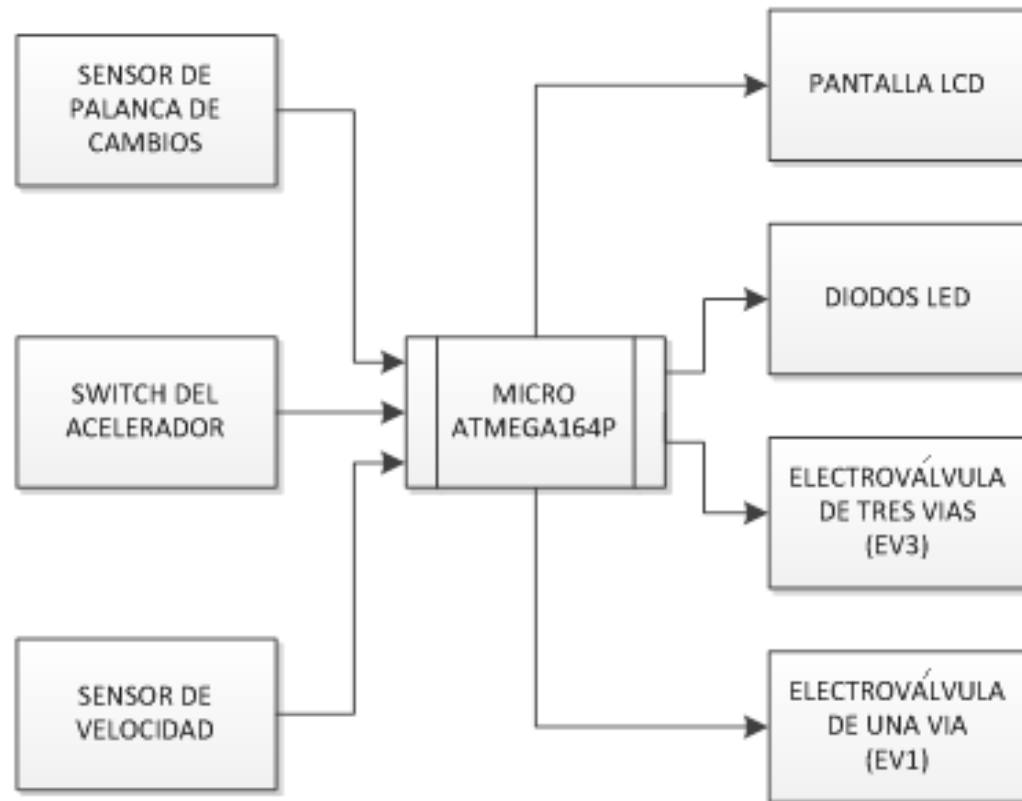 SENSOR DE
PALANCA DE
CAMBIOS
SWITCH DEL
ACELERADOR
SENSOR DE
VELOCIDAD
MICRO
ATMEGA164P
PANTALLA LCD
DIODOS LED
ELECTROVÁLVULA
DE TRES VIAS
(EV3)
ELECTROVÁLVULA
DE UNA VIA
(EV1)